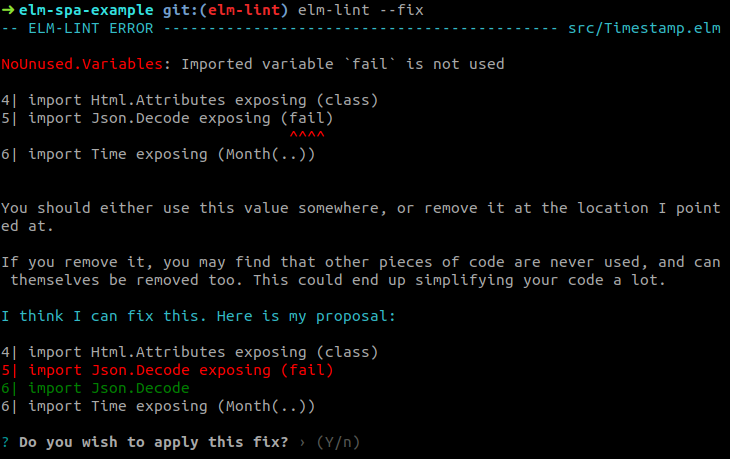 ➜ elm-spa-example git:(elm-lint) elm-lint --fix
-- ELM-LINT ERROR -------------------------------------------- src/Timestamp.elm
NoUnused.Variables: Imported variable `fail` is not used
4| import Html.Attributes exposing (class)
5| import Json.Decode exposing (fail)
^^^^
6| import Time exposing (Month(..))
You should either use this value somewhere, or remove it at the location I point
ed at.
If you remove it, you may find that other pieces of code are never used, and can
themselves be removed too. This could end up simplifying your code a lot.
I think I can fix this. Here is my proposal:
4| import Html.Attributes exposing (class)
5| import Json.Decode exposing (fail)
6| import Json.Decode
6| import Time exposing (Month(..))
? Do you wish to apply this fix? › (Y/n)